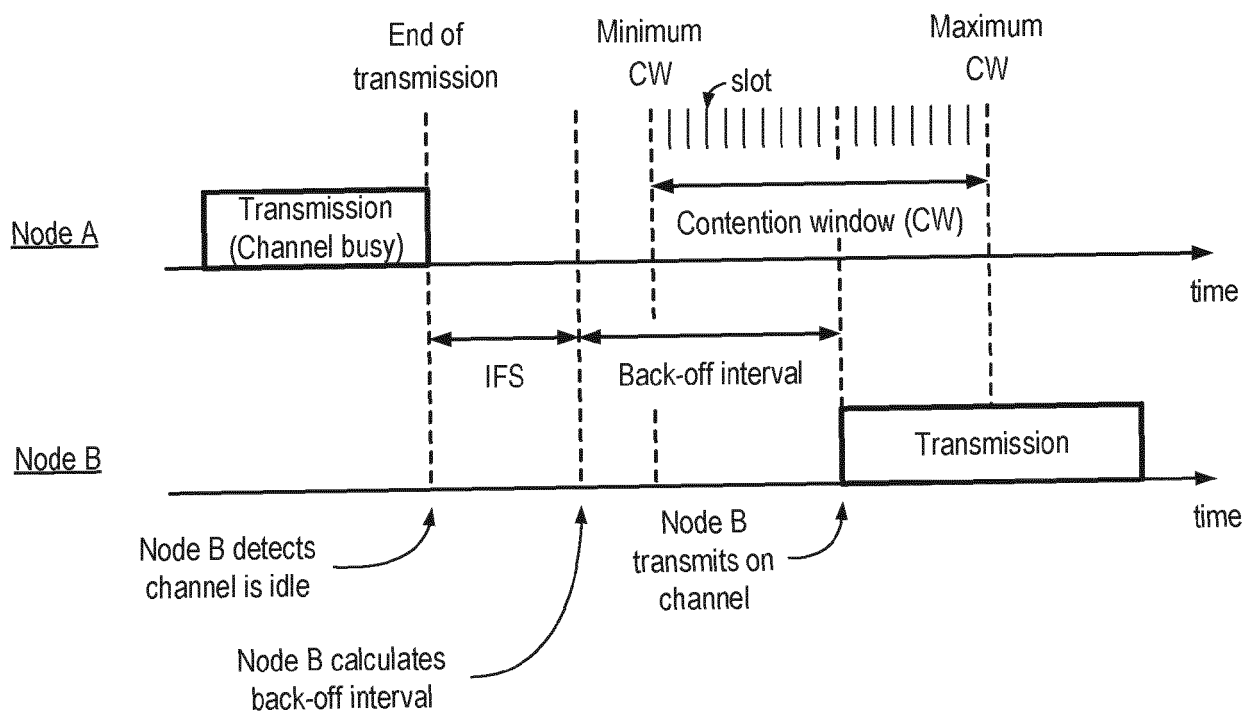 End of
transmission
Minimum
CW
slot
Maximum
CW
Node A
Transmission
(Channel busy)
Contention window (CW)
time
IFS
Back-off interval
Node B
Transmission
time
Node B detects
channel is idle
Node B
transmits on
channel
Node B calculates
back-off interval